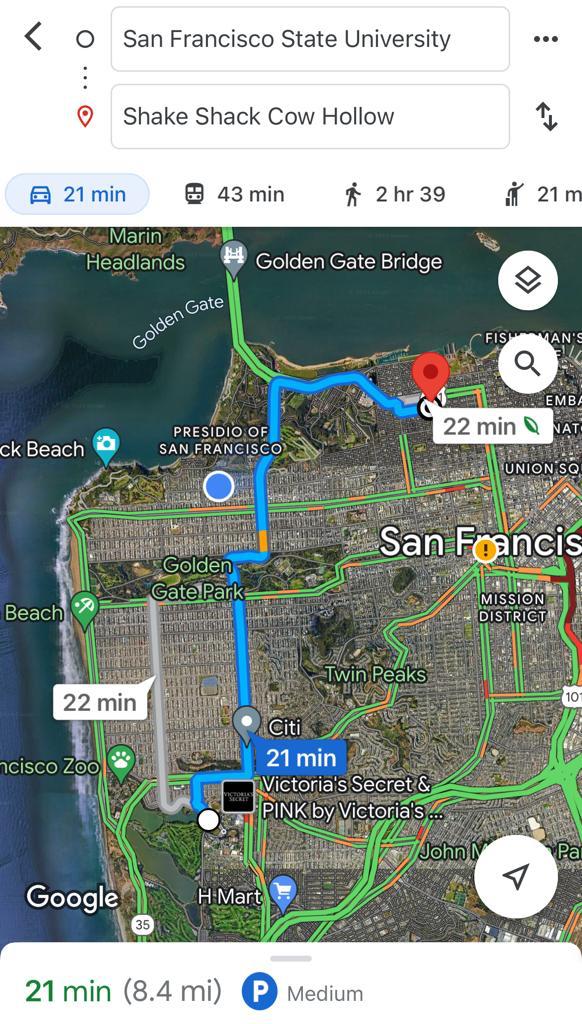 San Francisco State University
Shake Shack Cow Hollow
21 min
43 min
2 hr 39
21 m
Marin
Headlands
Golden Gate Bridge
Golden Gate
FISHERMAN'S
EMBA
NAT
22 min
PRESIDIO OF
SAN FRANCISCO
ck Beach
UNION SQ
San Francis
Golden
Gate Park
Beach
MISSION
DISTRICT
Twin Peaks
22 min
101
Citi
21 min
ncisco Zoo
VICTORIA'S
SECRET
Victoria's Secret &
PINK by Victoria's ...
John M
Par
H Mart
Google
35
21 min (8.4 mi) P Medium